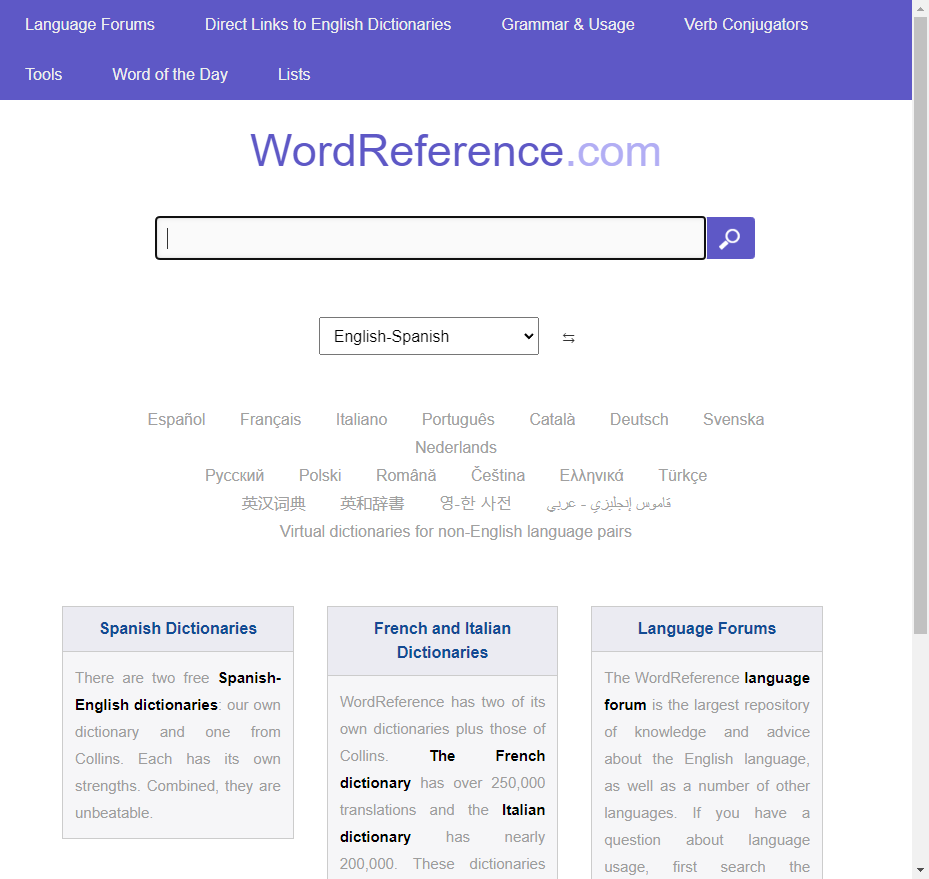 Language Forums Direct Links to English Dictionaries Grammar & Usage Verb Conjugators
Tools Word of the Day Lists
WordReference.com
English-Spanish ⇆
Español Français Italiano Português Català Deutsch Svenska
Nederlands
Русский Polski Română Čeština Ελληνικά Türkçe
英汉词典 英和辞書 영-한 사전 قاموس إنجليزي - عربي
Virtual dictionaries for non-English language pairs
Spanish Dictionaries
There are two free Spanish-
English dictionaries: our own
dictionary and one from
Collins. Each has its own
strengths. Combined, they are
unbeatable.
French and Italian
Dictionaries
WordReference has two of its
own dictionaries plus those of
Collins. The French
dictionary has over 250,000
translations and the Italian
dictionary has nearly
200,000. These dictionaries
Language Forums
The WordReference language
forum is the largest repository
of knowledge and advice
about the English language,
as well as a number of other
languages. If you have a
question about language
usage, first search the